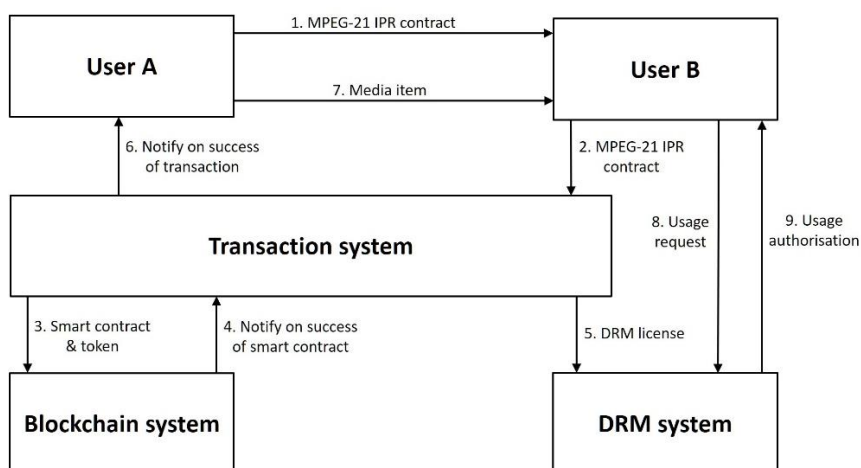 1. MPEG-21 IPR contract
User A
User B
7. Media item
6. Notify on success
of transaction
2. MPEG-21 IPR
contract
8. Usage
request
9. Usage
authorisation
Transaction system
3. Smart contract
& token
4. Notify on success
of smart contract
5. DRM license
Blockchain system
DRM system